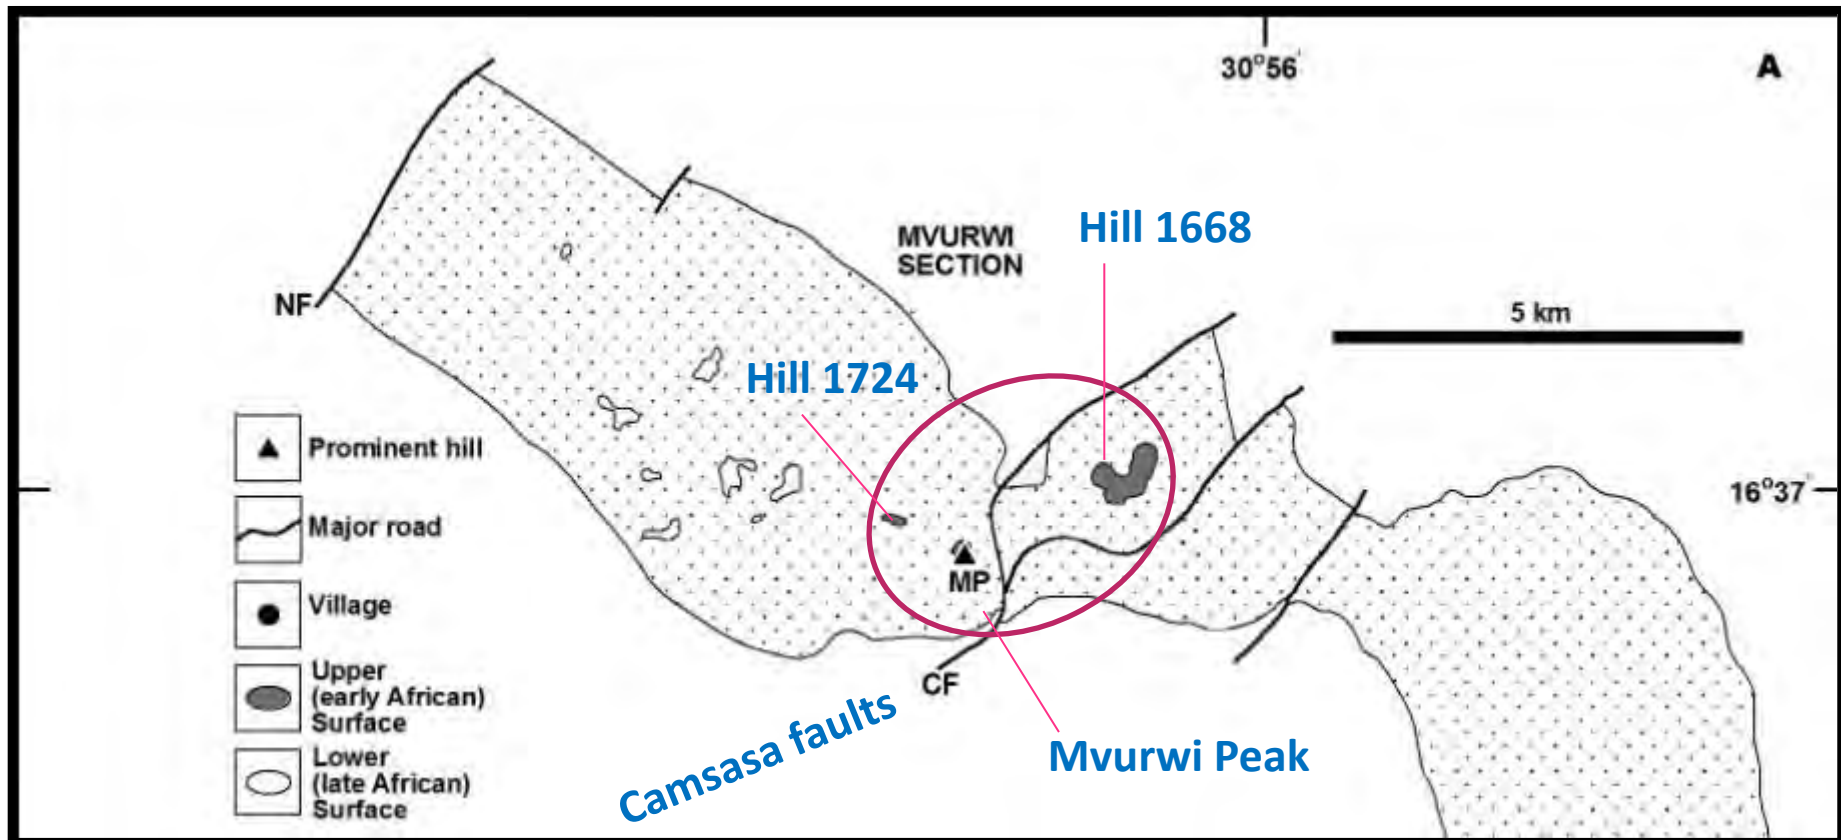 30°56'
A
MVURWI
SECTION
Hill 1668
NF
5 km
Hill 1724
Prominent hill
16°37'
Major road
MP
Village
Upper
(early African)
Surface
CF
Camsasa faults
Mvurwi Peak
Lower
(late African)
Surface